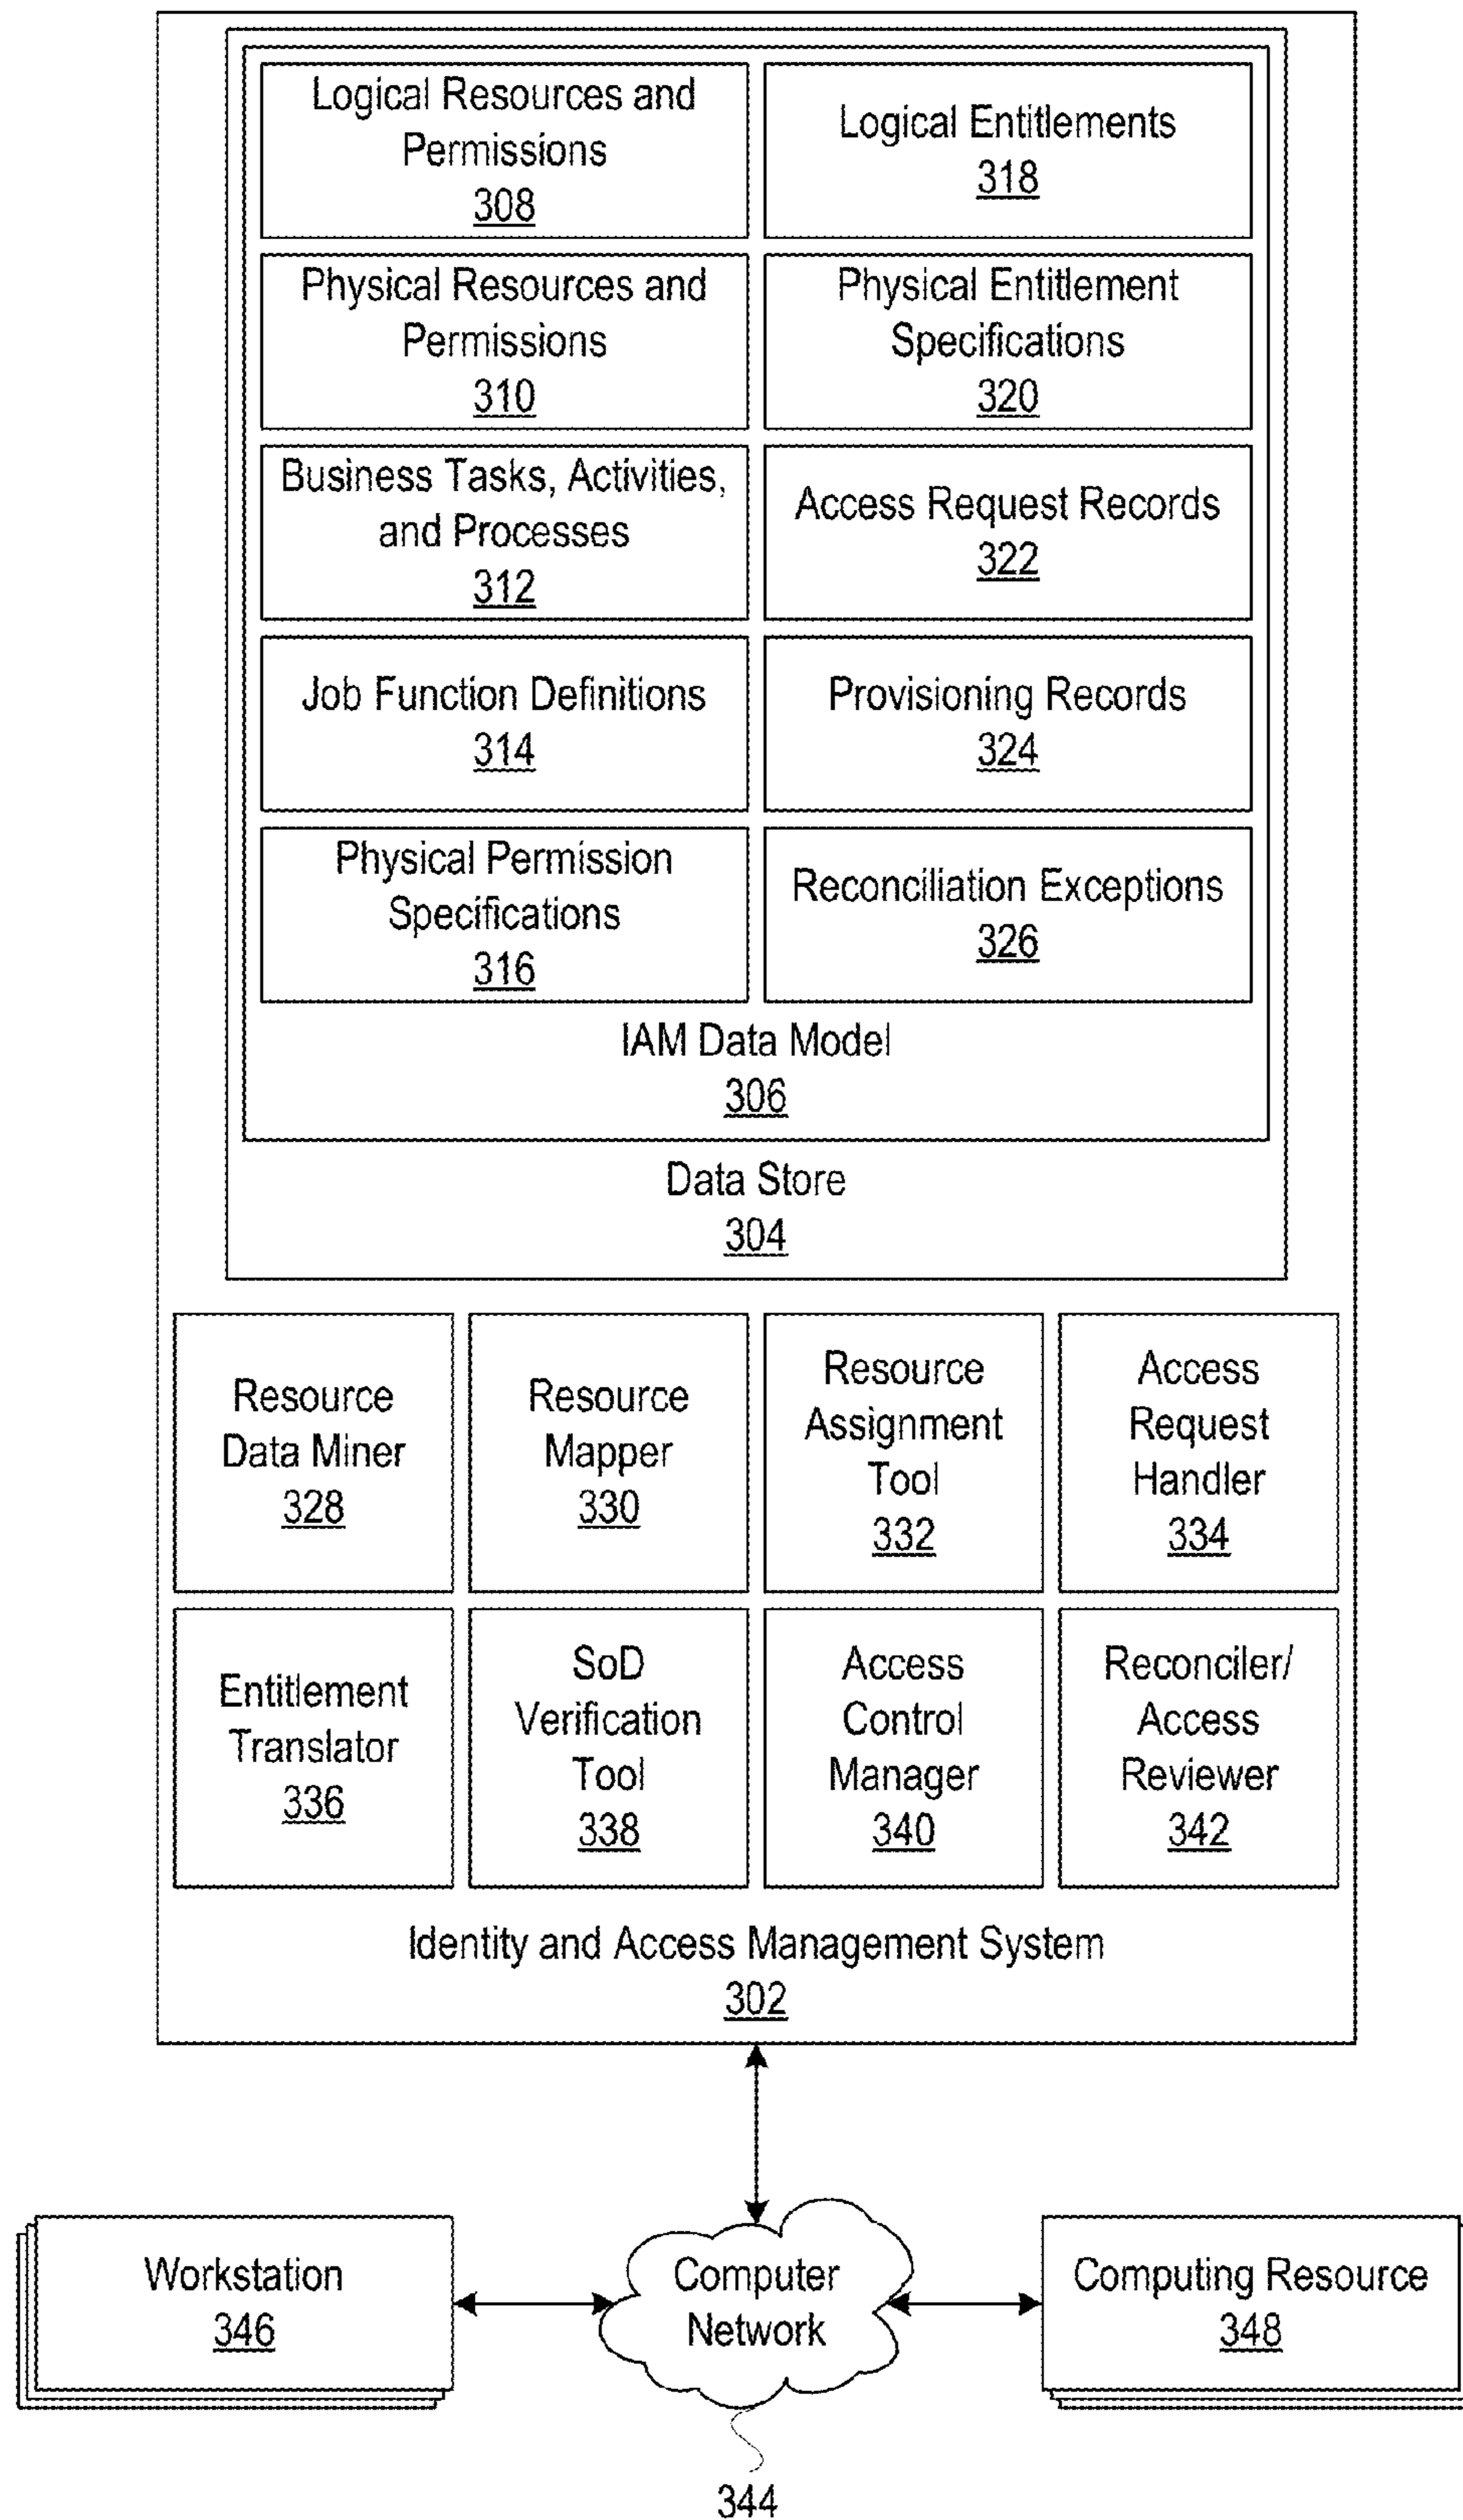 Logical Resources and
Permissions
308
Logical Entitlements
318
Physical Resources and
Permissions
310
Physical Entitlement
Specifications
320
Business Tasks, Activities,
and Processes
312
Access Request Records
322
Job Function Definitions
314
Provisioning Records
324
Physical Permission
Specifications
316
Reconciliation Exceptions
326
IAM Data Model
306
Data Store
304
Resource
Data Miner
328
Resource
Mapper
330
Resource
Assignment
Tool
332
Access
Request
Handler
334
Entitlement
Translator
336
SoD
Verification
Tool
338
Access
Control
Manager
340
Reconciler/
Access
Reviewer
342
Identity and Access Management System
302
Workstation
346
Computer
Network
Computing Resource
348
344